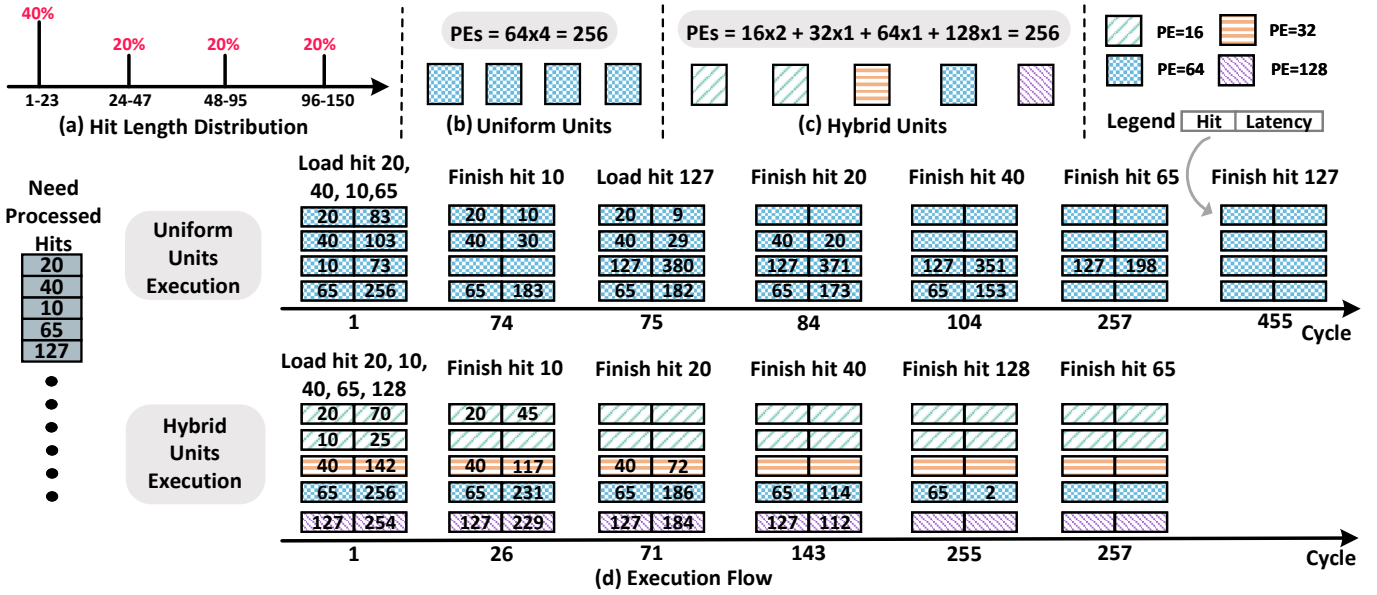 40%
20%
20%
20%
1-23
24-47
48-95
96-150
(a) Hit Length Distribution
PEs = 64x4 = 256
(b) Uniform Units
PEs = 16x2 + 32x1 + 64x1 + 128x1 = 256
(c) Hybrid Units
PE=16
PE=32
PE=64
PE=128
Legend
Hit
Latency
Need
Processed
Hits
20
40
10
65
127
Uniform
Units
Execution
Load hit 20,
40, 10,65
20 83
40 103
10 73
65 256
1
Finish hit 10
20 10
40 30
65 183
74
Load hit 127
20 9
40 29
127 380
65 182
75
Finish hit 20
40 20
127 371
65 173
84
Finish hit 40
127 351
65 153
104
Finish hit 65
127 198
257
Finish hit 127
455
Cycle
Hybrid
Units
Execution
Load hit 20, 10,
40, 65, 128
20 70
10 25
40 142
65 256
127 254
1
Finish hit 10
20 45
40 117
65 231
127 229
26
Finish hit 20
40 72
65 186
127 184
71
Finish hit 40
65 114
127 112
143
Finish hit 128
65 2
255
Finish hit 65
257
Cycle
(d) Execution Flow